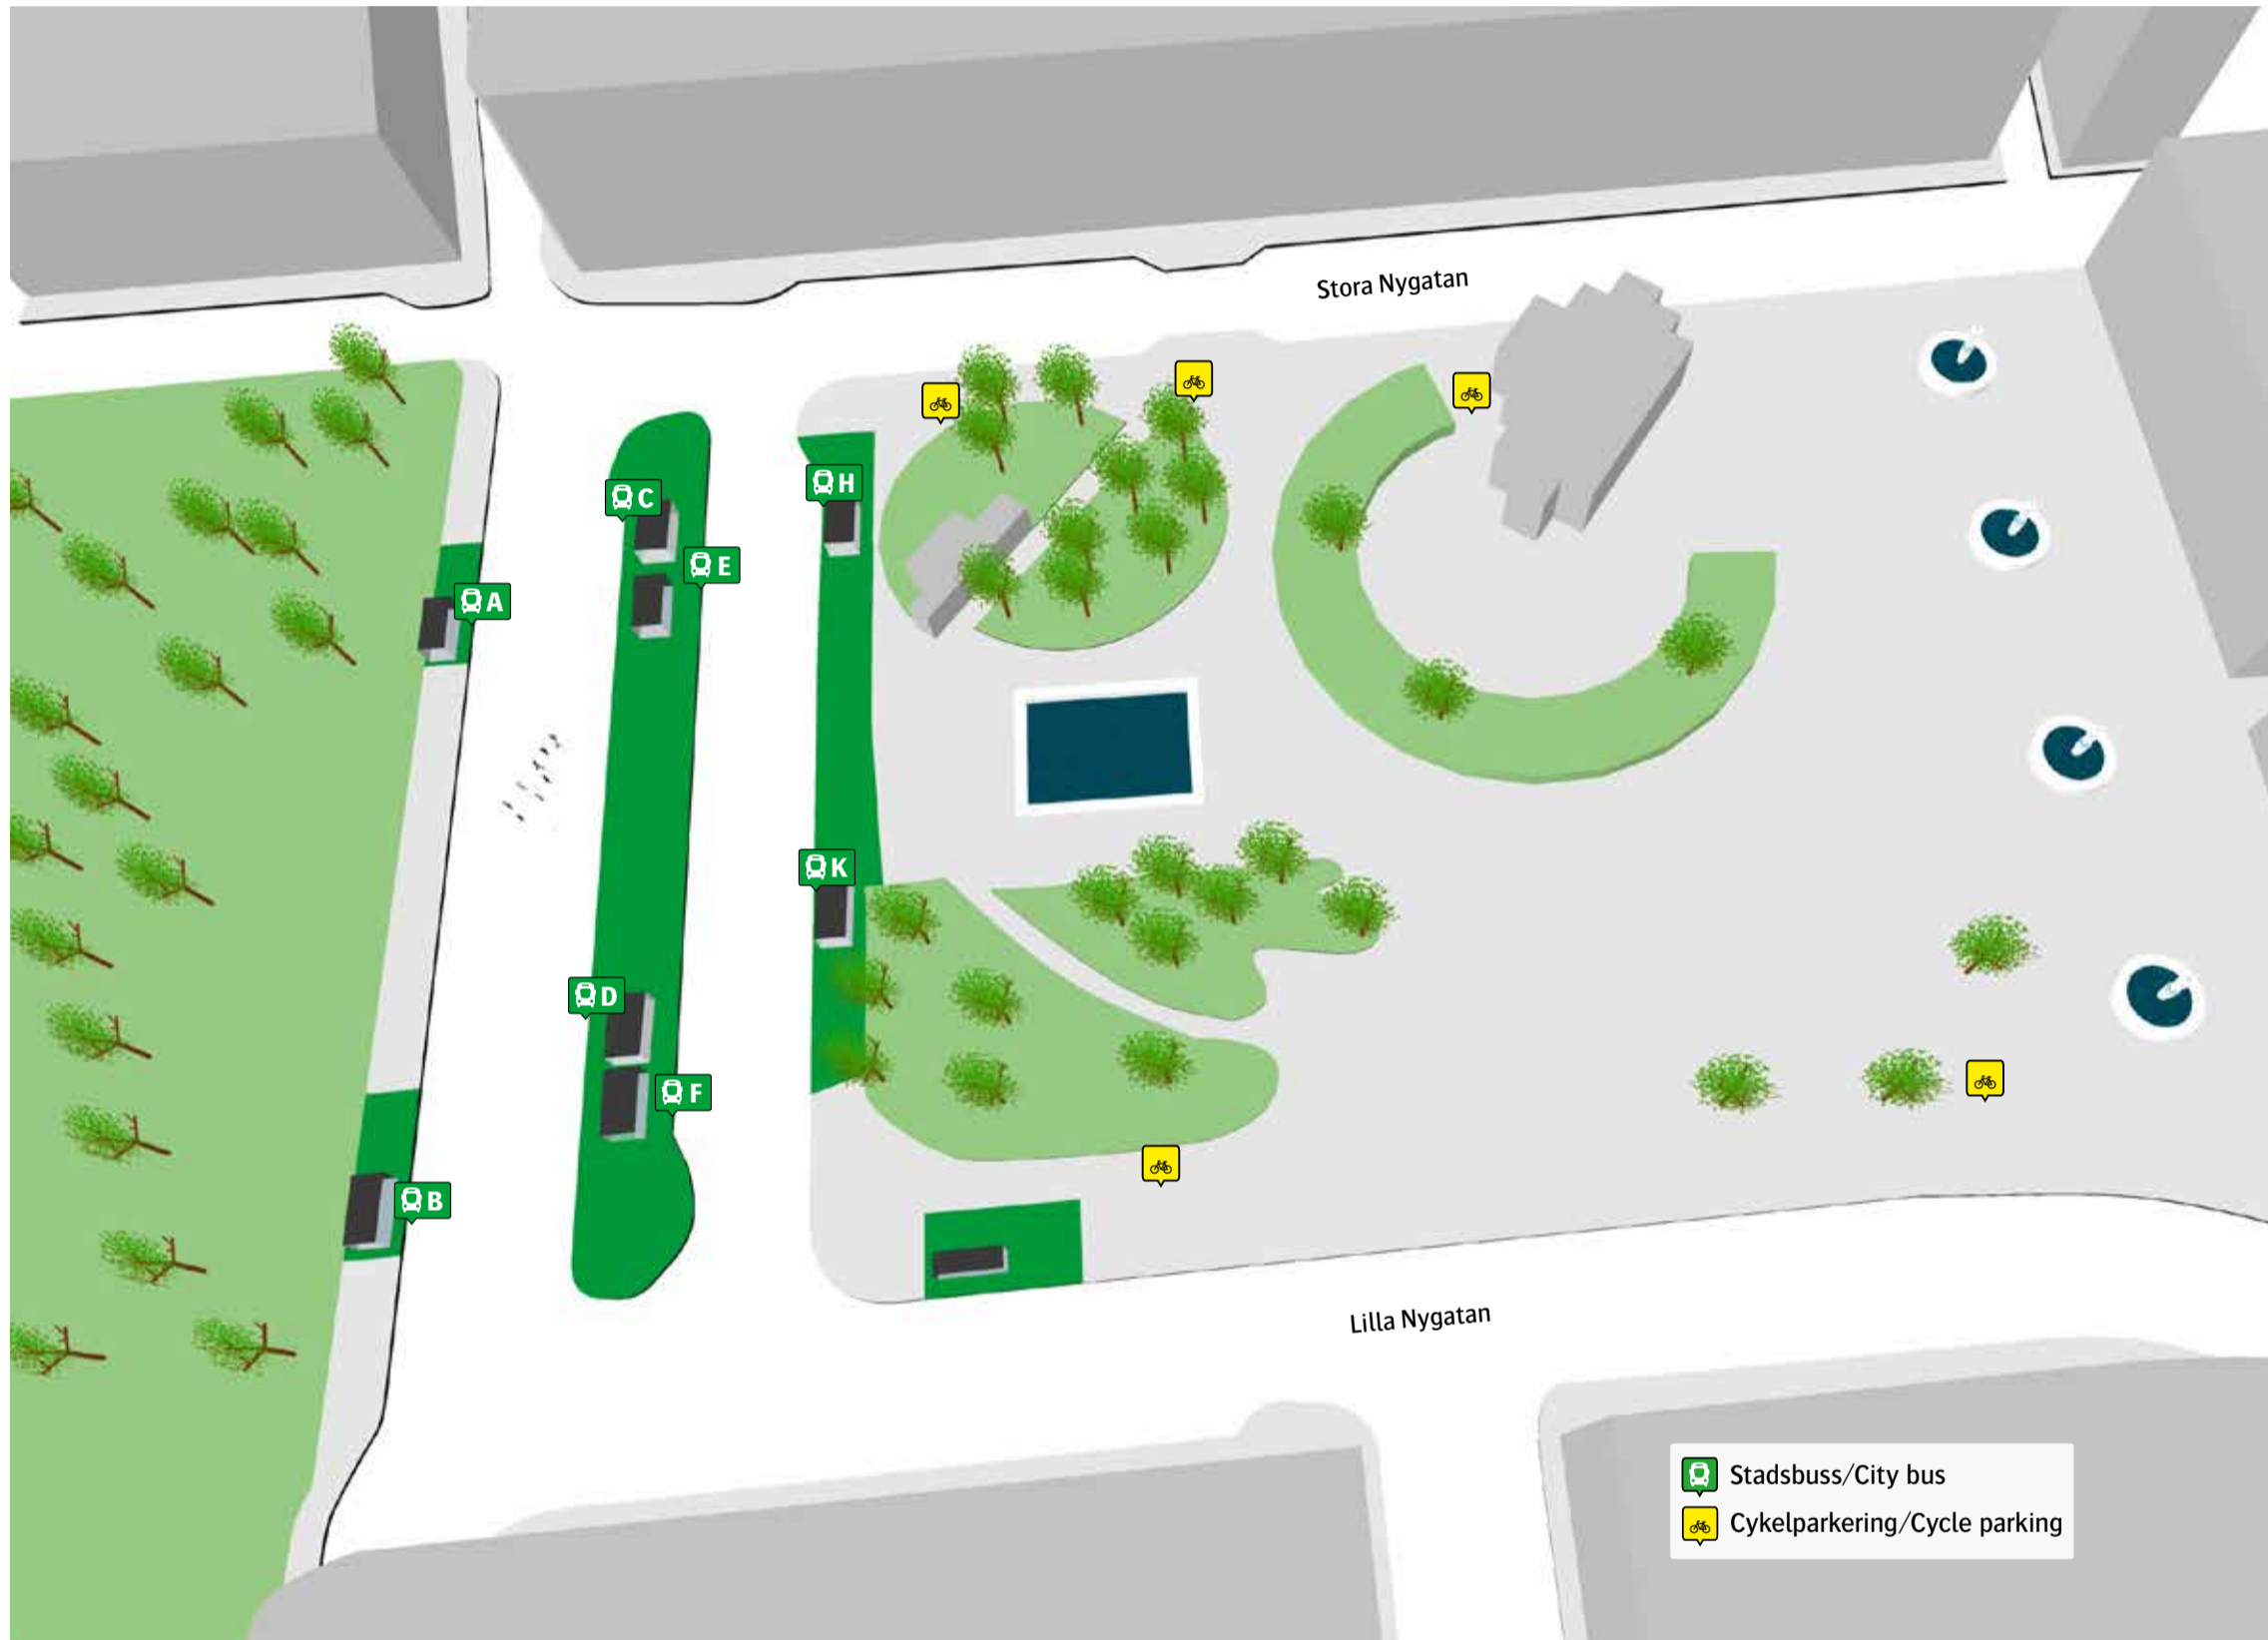 Stora Nygatan
C
H
E
A
K
D
F
B
Lilla Nygatan
Stadsbuss/City bus
Cykelparkering/Cycle parking